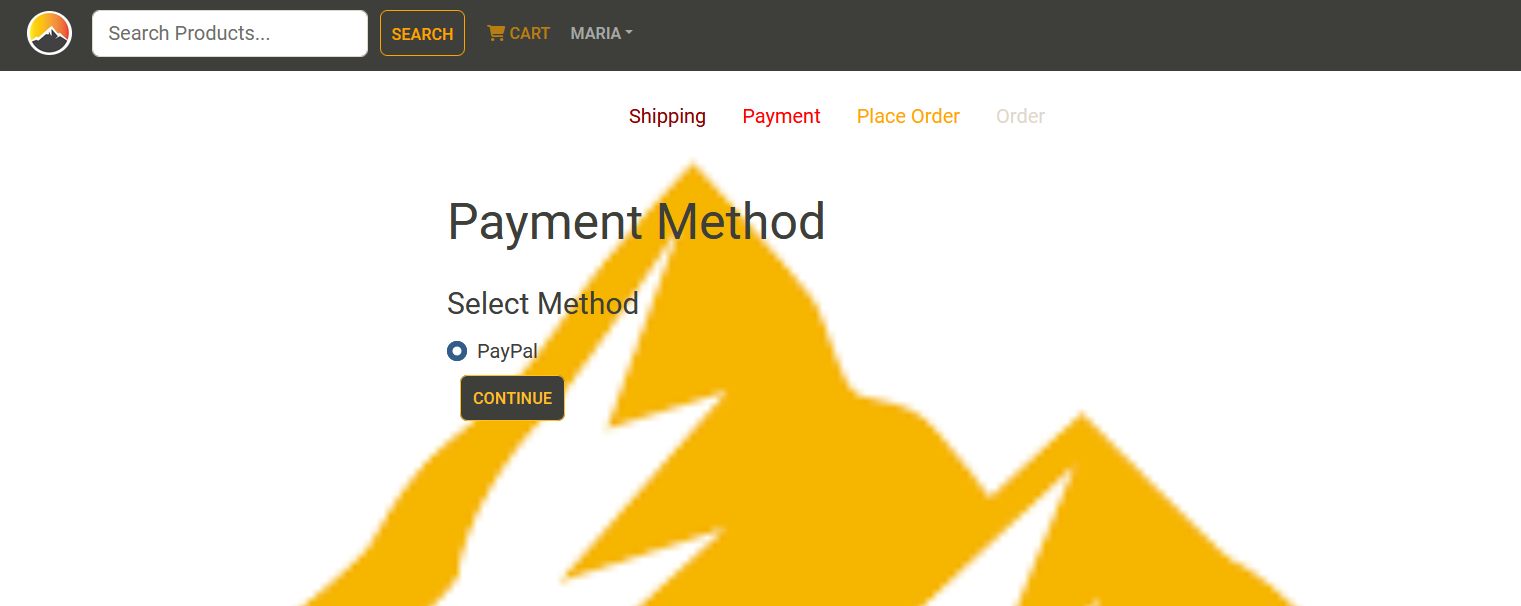 Search Products... SEARCH CART MARIA
Shipping Payment Place Order Order
Payment Method
Select Method
PayPal
CONTINUE